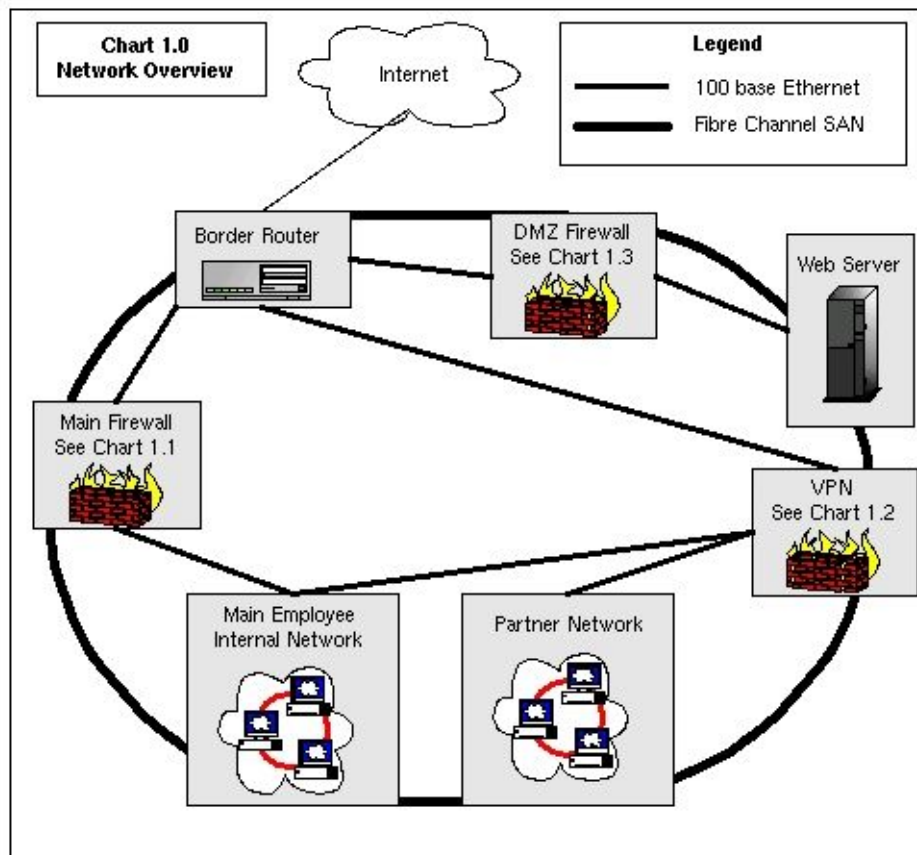 Chart 1.0
Network Overview
Internet
Legend
100 base Ethernet
Fibre Channel SAN
Border Router
DMZ Firewall
See Chart 1.3
Web Server
Main Firewall
See Chart 1.1
VPN
See Chart 1.2
Main Employee
Internal Network
Partner Network